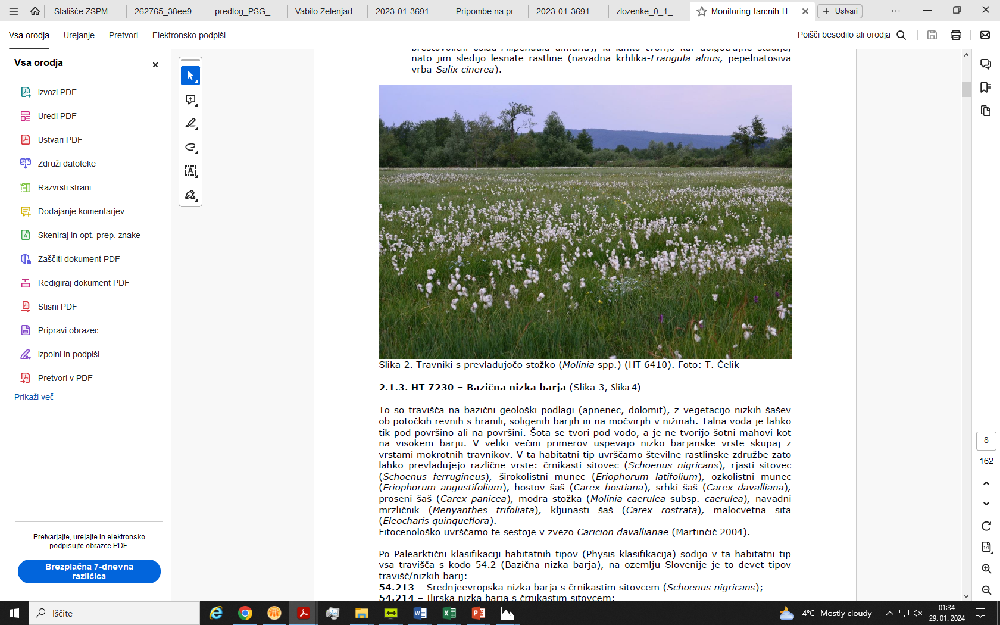 Stališče ZSPM ...
262765_38ee9...
predlog_PSG_...
Vabilo Zelenjad...
2023-01-3691-...
Pripombe na pr...
2023-01-3691-...
zlozenke_0_1_...
Monitoring-tarcnih-H...
Ustvari
Vsa orodja
Urejanje
Pretvori
Elektronsko podpiši
Poišči besedilo ali orodja
Vsa orodja
Izvozi PDF
Uredi PDF
Ustvari PDF
Združi datoteke
Razvrsti strani
Dodajanje komentarjev
Skeniraj in opt. prep. znake
Zaščiti dokument PDF
Redigiraj dokument PDF
Stisni PDF
Pripravi obrazec
Izpolni in podpiši
Pretvori v PDF
Prikaži več
Pretvarjajte, urejajte in elektronsko
podpisujte obrazce PDF.
Brezplačna 7-dnevna
različica
nato jim sledijo lesnate rastline (navadna krhlika-Frangula alnus, pepelnatosiva
vrba-Salix cinerea).
Slika 2. Travniki s prevladujočo stožko (Molinia spp.) (HT 6410). Foto: T. Čelik
2.1.3. HT 7230 – Bazična nizka barja (Slika 3, Slika 4)
To so travišča na bazični geološki podlagi (apnenec, dolomit), z vegetacijo nizkih šašev
ob potočkih revnih s hranili, soligenih barjih in na močvirjih v nižinah. Talna voda je lahko
tik pod površino ali na površini. Šota se tvori pod vodo, a je ne tvorijo šotni mahovi kot
na visokem barju. V veliki večini primerov uspevajo nizko barjanske vrste skupaj z
vrstami mokrotnih travnikov. V ta habitatni tip uvrščamo številne rastlinske združbe zato
lahko prevladujejo različne vrste: črnikasti sitovec (Schoenus nigricans), rjasti sitovec
(Schoenus ferrugineus), širokolistni munec (Eriophorum latifolium), ozkolistni munec
(Eriophorum angustifolium), hostov šaš (Carex hostiana), srhki šaš (Carex davalliana),
proseni šaš (Carex panicea), modra stožka (Molinia caerulea subsp. caerulea), navadni
mrzličnik (Menyanthes trifoliata), kljunasti šaš (Carex rostrata), malocvetna sita
(Eleocharis quinqueflora).
Fitocenološko uvrščamo te sestoje v zvezo Caricion davallianae (Martinčič 2004).
Po Palearktični klasifikaciji habitatnih tipov (Physis klasifikacija) sodijo v ta habitatni tip
vsa travišča s kodo 54.2 (Bazična nizka barja), na ozemlju Slovenije je to devet tipov
travišč/nizkih barij:
54.213 – Srednjeevropska nizka barja s črnikastim sitovcem (Schoenus nigricans);
54.214 – Ilirska nizka barja s črnikastim sitovcem;
8
162
Iščite
-4°C Mostly cloudy
01:34
29. 01. 2024